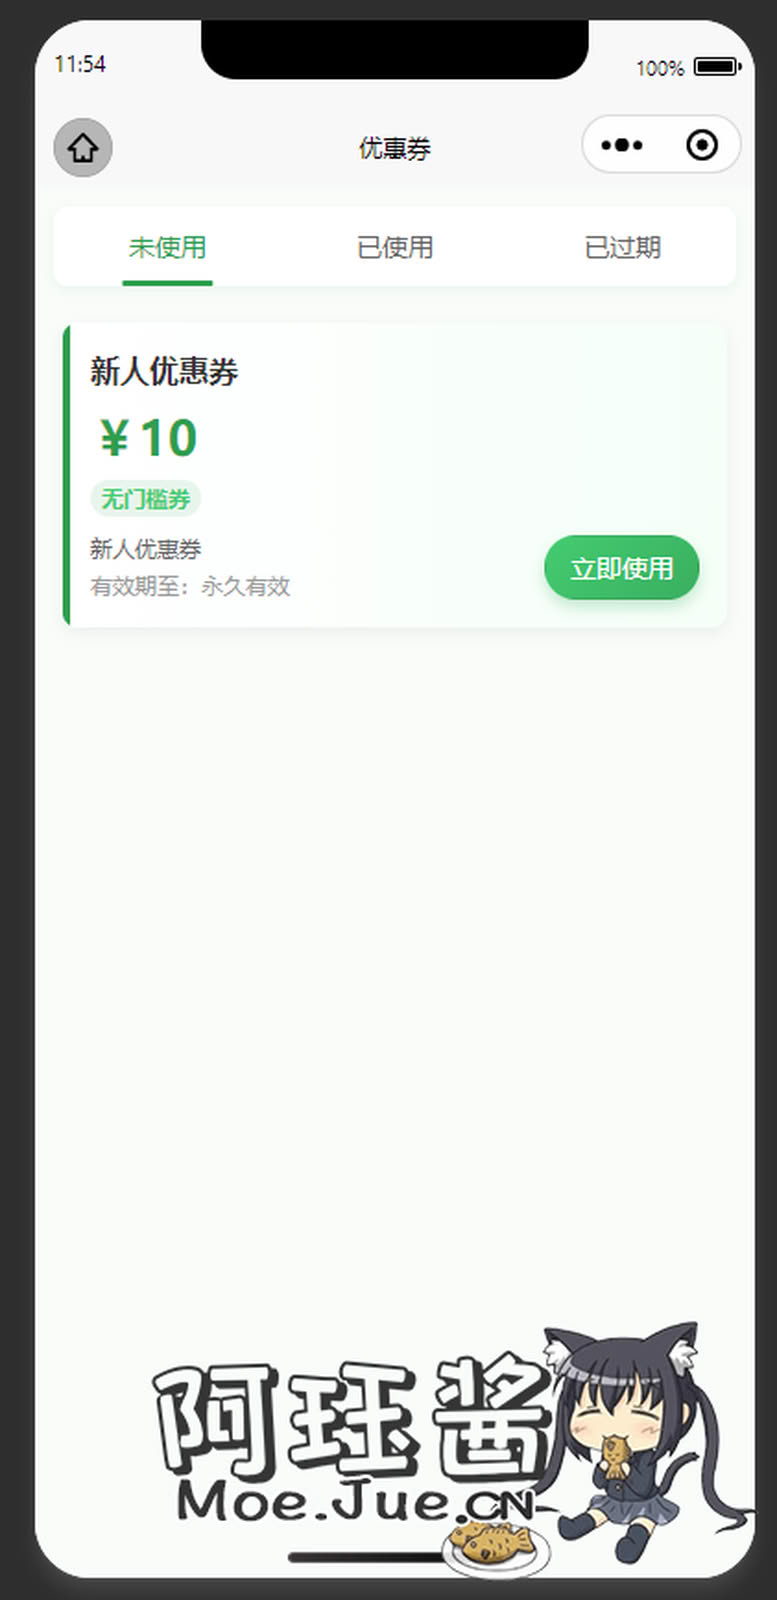 11:54
100%
优惠券
未使用 已使用 已过期
新人优惠券
￥10
无门槛券
新人优惠券
有效期至：永久有效
立即使用
阿珏酱
Moe.Jue.CN